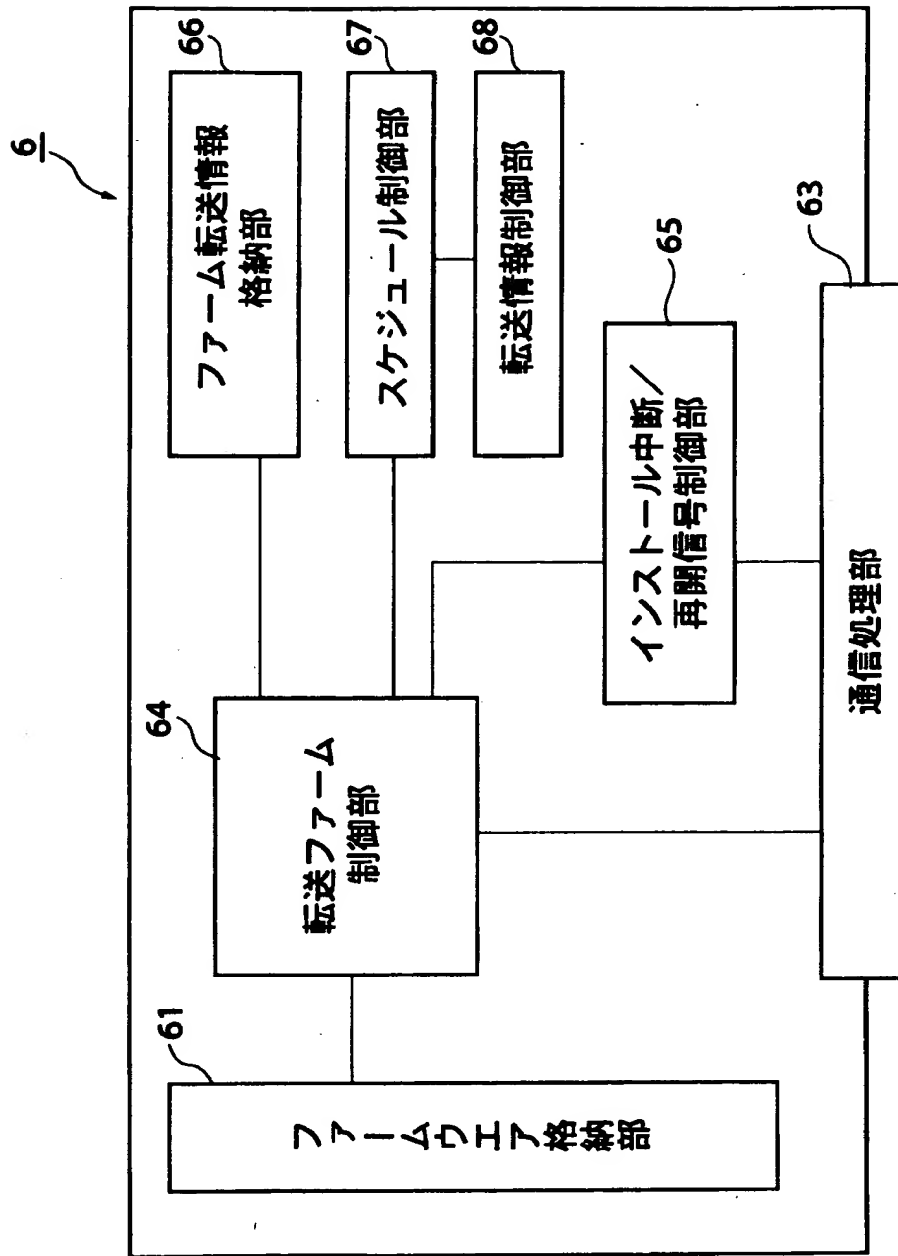 6
61
ファームウエア格納部
64
転送ファーム
制御部
66
ファーム転送情報
格納部
67
スケジュール制御部
68
転送情報制御部
65
インストール中断／
再開信号制御部
63
通信処理部